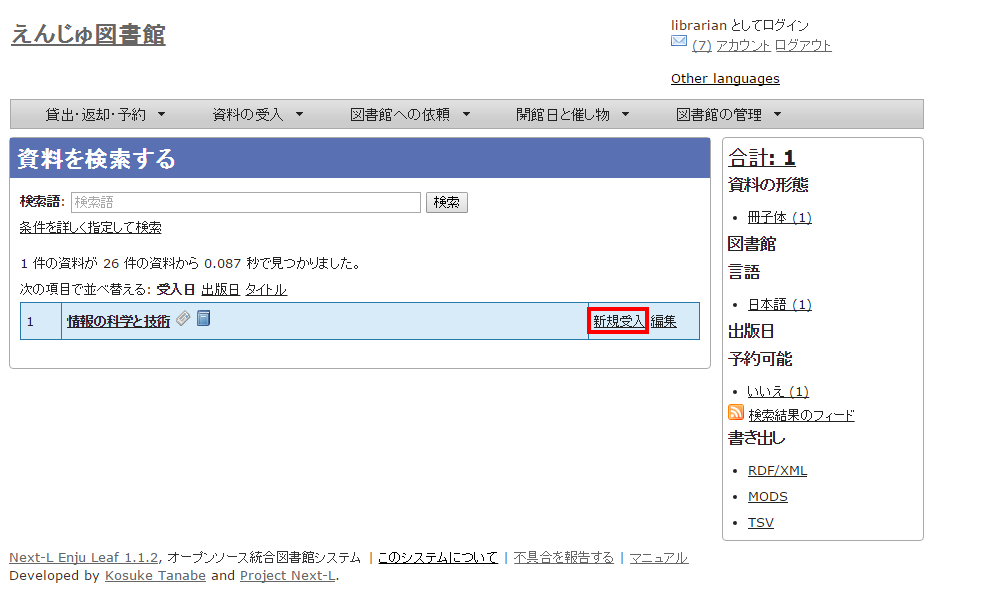 えんじゅ図書館
librarian としてログイン
(7) アカウント ログアウト
Other languages
貸出・返却・予約 ▼ 資料の受入 ▼ 図書館への依頼 ▼ 開館日と催し物 ▼ 図書館の管理 ▼
資料を検索する
検索語: 検索語 検索
条件を詳しく指定して検索
1 件の資料が 26 件の資料から 0.087 秒で見つかりました。
次の項目で並べ替える: 受入日 出版日 タイトル
1 情報の科学と技術 新規受入 編集
合計: 1
資料の形態
• 冊子体 (1)
図書館
言語
• 日本語 (1)
出版日
予約可能
• いいえ (1)
検索結果のフィード
書き出し
• RDF/XML
• MODS
• TSV
Next-L Enju Leaf 1.1.2, オープンソース統合図書館システム | このシステムについて | 不具合を報告する | マニュアル
Developed by Kosuke Tanabe and Project Next-L.